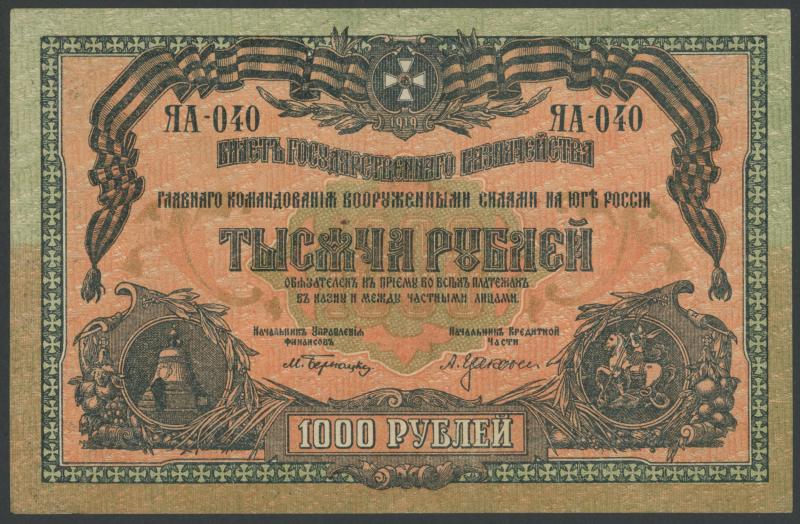 1919
ЯА-040 ЯА-040
БИЛЕТЪ ГОСУДАРСТВЕННАГО КАЗНАЧЕЙСТВА
ГЛАВНАГО КОМАНДОВАНІЯ ВООРУЖЕННЫМИ СИЛАМИ НА ЮГѢ РОССІИ
ТЫСЯЧА РУБЛЕЙ
ОБЯЗАТЕЛЕНЪ КЪ ПРІЕМУ ВО ВСѢХЪ ПЛАТЕЖАХЪ
ВЪ КАЗНУ И МЕЖДУ ЧАСТНЫМИ ЛИЦАМИ.
НАЧАЛЬНИКЪ УПРАВЛЕНІЯ
ФИНАНСОВЪ
М. Бернацкій
НАЧАЛЬНИКЪ КРЕДИТНОЙ
ЧАСТИ
А.
1000 РУБЛЕЙ